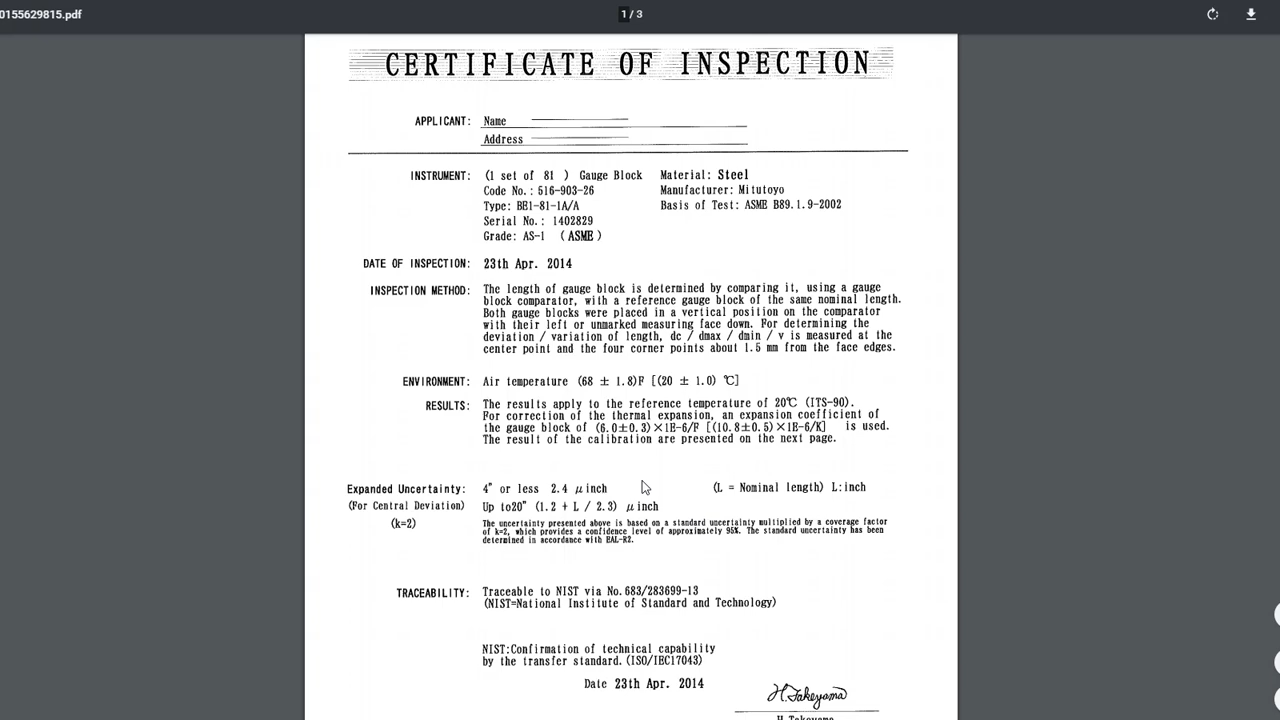 0155629815.pdf
1 / 3
CERTIFICATE OF INSPECTION
APPLICANT: Name
Address
INSTRUMENT: (1 set of 81 ) Gauge Block Material: Steel
Code No.: 516-903-26 Manufacturer: Mitutoyo
Type: BE1-81-1A/A Basis of Test: ASME B89.1.9-2002
Serial No.: 1402829
Grade: AS-1 (ASME)
DATE OF INSPECTION: 23th Apr. 2014
INSPECTION METHOD: The length of gauge block is determined by comparing it, using a gauge
block comparator, with a reference gauge block of the same nominal length.
Both gauge blocks were placed in a vertical position on the comparator
with their left or unmarked measuring face down. For determining the
deviation / variation of length, dc / dmax / dmin / v is measured at the
center point and the four corner points about 1.5 mm from the face edges.
ENVIRONMENT: Air temperature (68 ± 1.8)F [(20 ± 1.0) ℃]
RESULTS: The results apply to the reference temperature of 20℃ (ITS-90).
For correction of the thermal expansion, an expansion coefficient of
the gauge block of (6.0±0.3)×1E-6/F [(10.8±0.5)×1E-6/K] is used.
The result of the calibration are presented on the next page.
Expanded Uncertainty: 4" or less 2.4 μinch (L = Nominal length) L:inch
(For Central Deviation) Up to20" (1.2 + L / 2.3) μinch
(k=2) The uncertainty presented above is based on a standard uncertainty multiplied by a coverage factor
of k=2, which provides a confidence level of approximately 95%. The standard uncertainty has been
determined in accordance with EAL-R2.
TRACEABILITY: Traceable to NIST via No.683/283699-13
(NIST=National Institute of Standard and Technology)
NIST:Confirmation of technical capability
by the transfer standard.(ISO/IEC17043)
Date 23th Apr. 2014
H.Takeyama
H.Takeyama